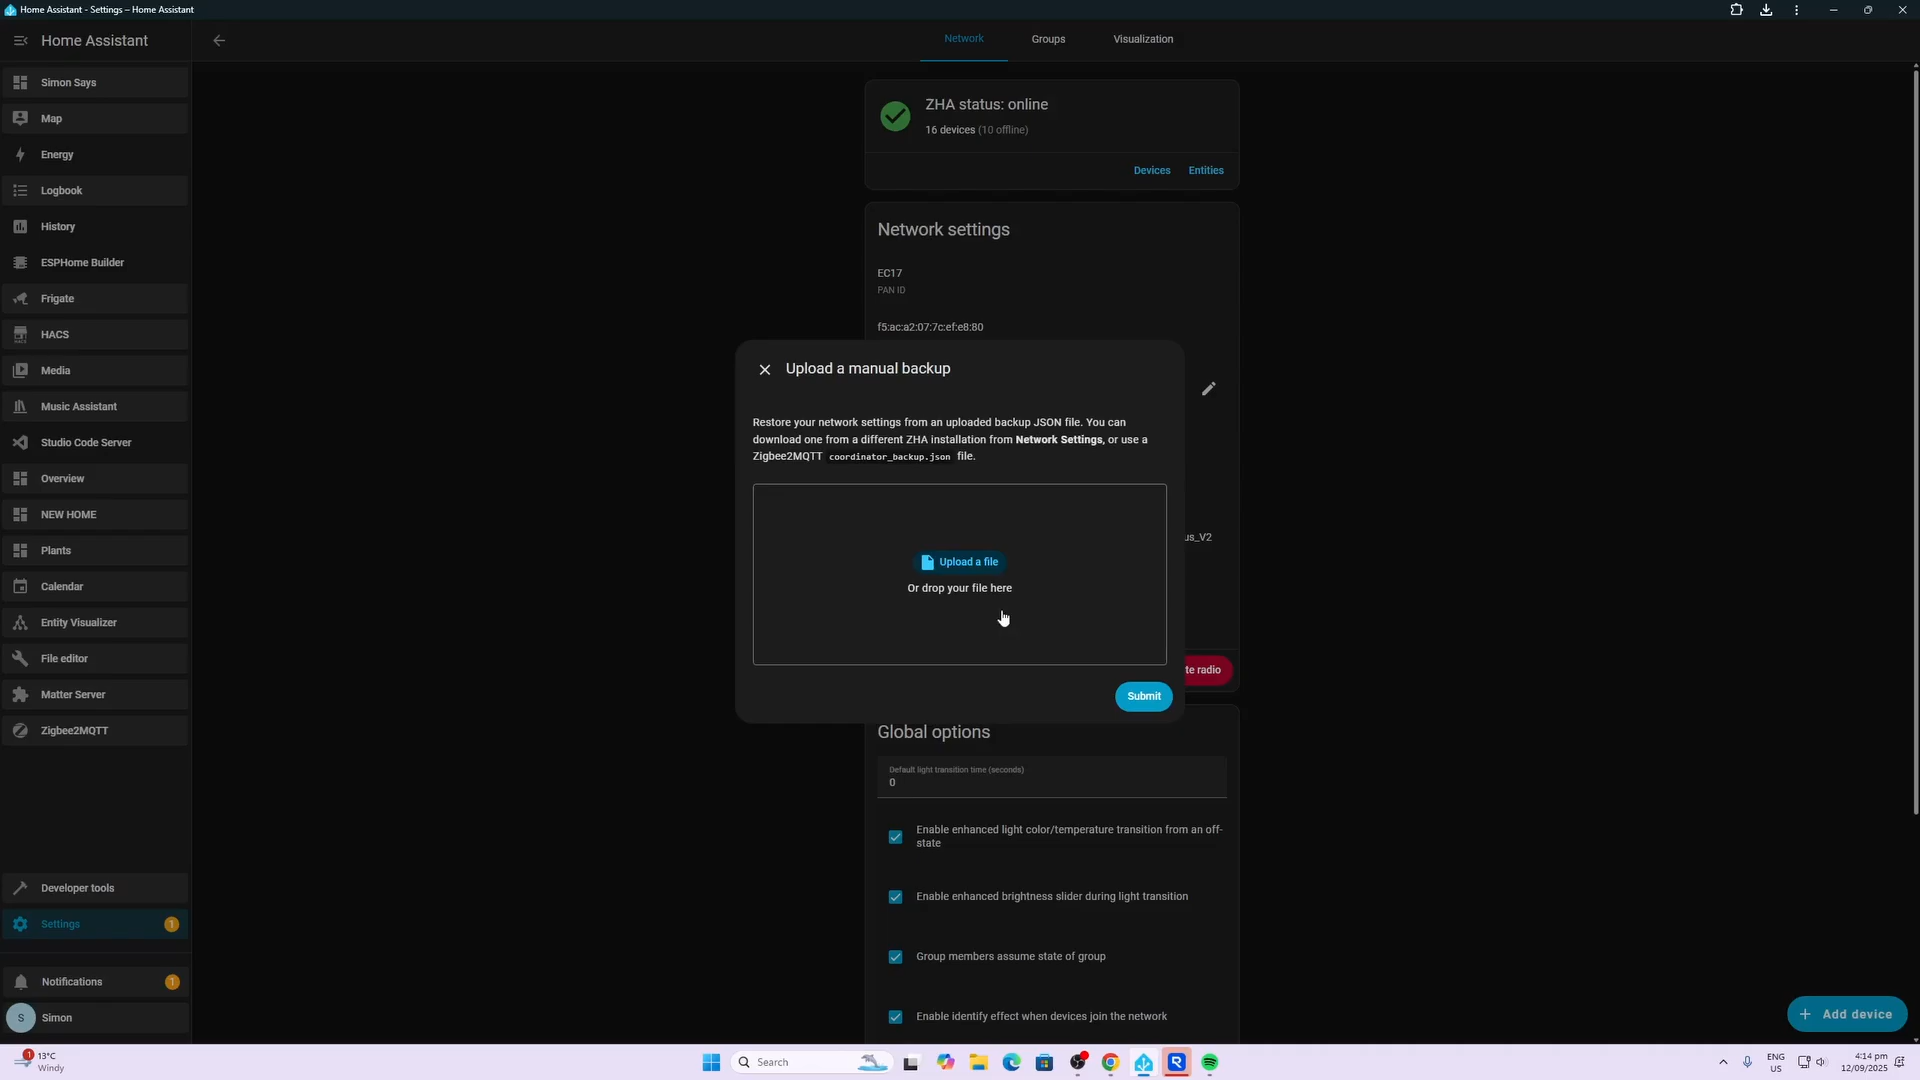 Home Assistant - Settings – Home Assistant
Home Assistant
Network
Groups
Visualization
Simon Says
Map
Energy
Logbook
History
ESPHome Builder
Frigate
HACS
Media
Music Assistant
Studio Code Server
Overview
NEW HOME
Plants
Calendar
Entity Visualizer
File editor
Matter Server
Zigbee2MQTT
Developer tools
Settings
1
Notifications
1
S
Simon
ZHA status: online
16 devices (10 offline)
Devices
Entities
Network settings
EC17
PAN ID
f5:ac:a2:07:7c:ef:e8:80
Upload a manual backup
Restore your network settings from an uploaded backup JSON file. You can
download one from a different ZHA installation from Network Settings, or use a
Zigbee2MQTT coordinator_backup.json file.
us_V2
Upload a file
Or drop your file here
te radio
Submit
Global options
Default light transition time (seconds)
0
Enable enhanced light color/temperature transition from an off-
state
Enable enhanced brightness slider during light transition
Group members assume state of group
Enable identify effect when devices join the network
Add device
1
13°C
Windy
Search
ENG
US
4:14 pm
12/09/2025